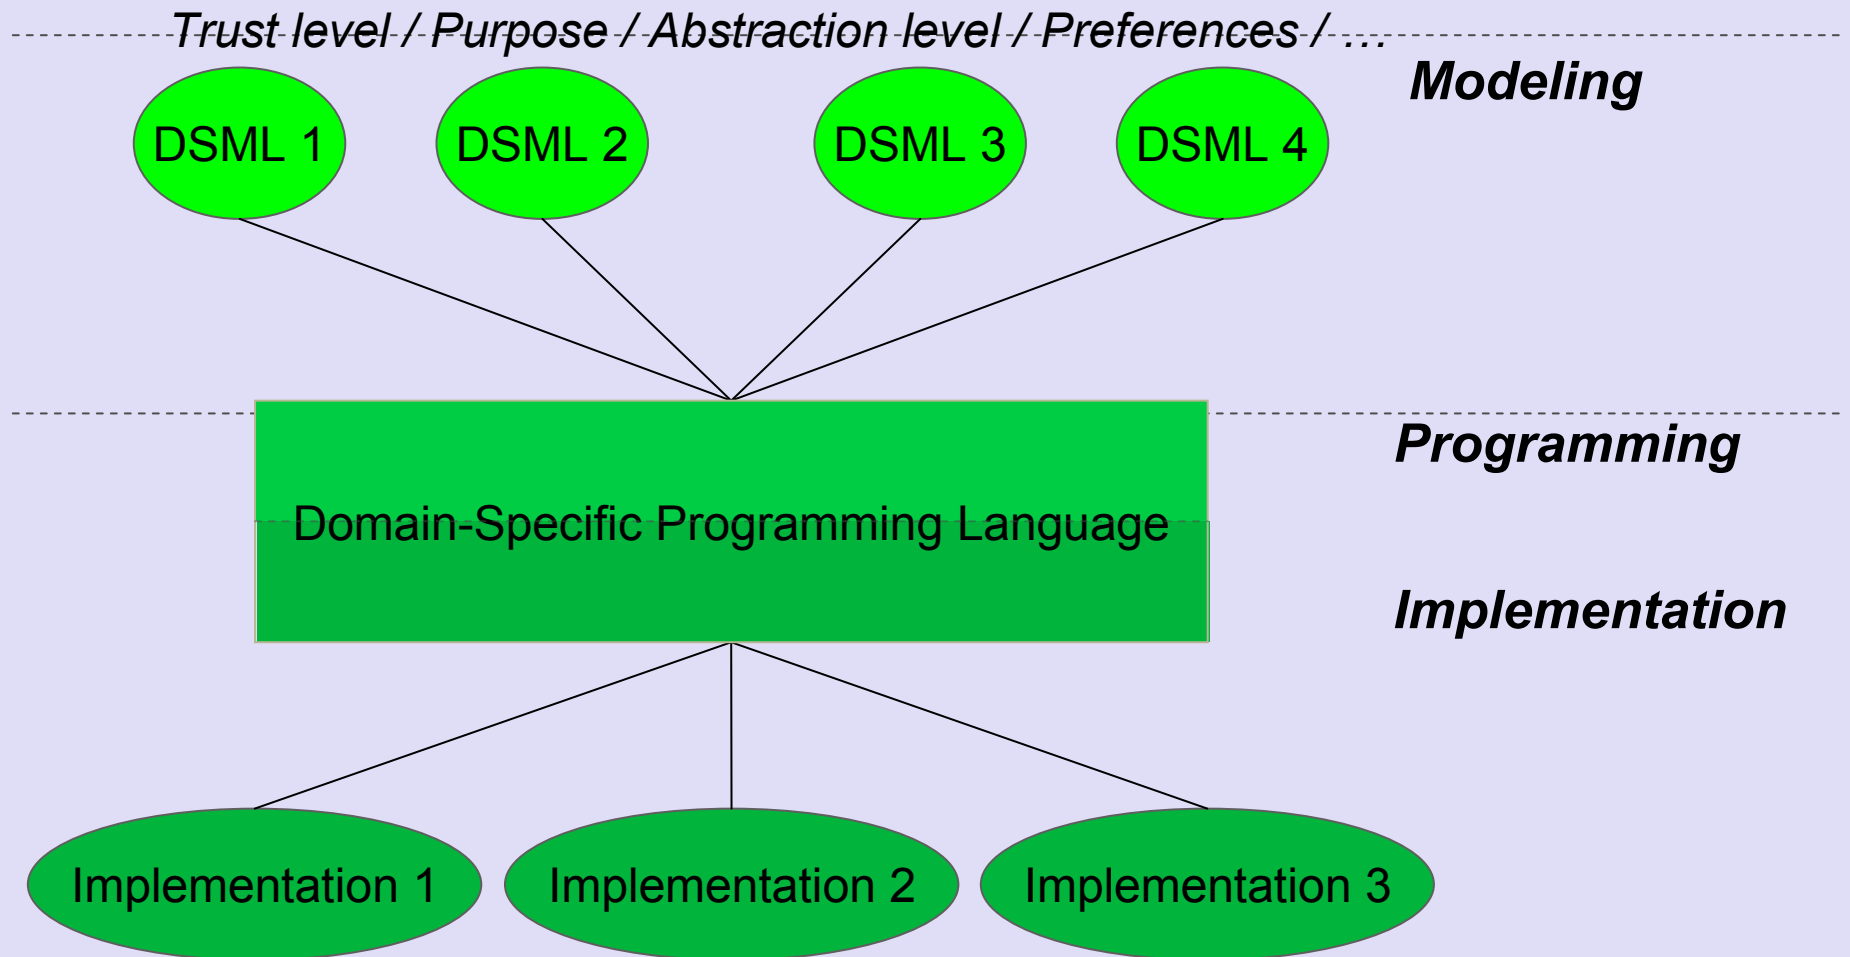 Trust level / Purpose / Abstraction level / Preferences / …
Modeling
DSML 1
DSML 2
DSML 3
DSML 4
Programming
Domain-Specific Programming Language
Implementation
Implementation 1
Implementation 2
Implementation 3